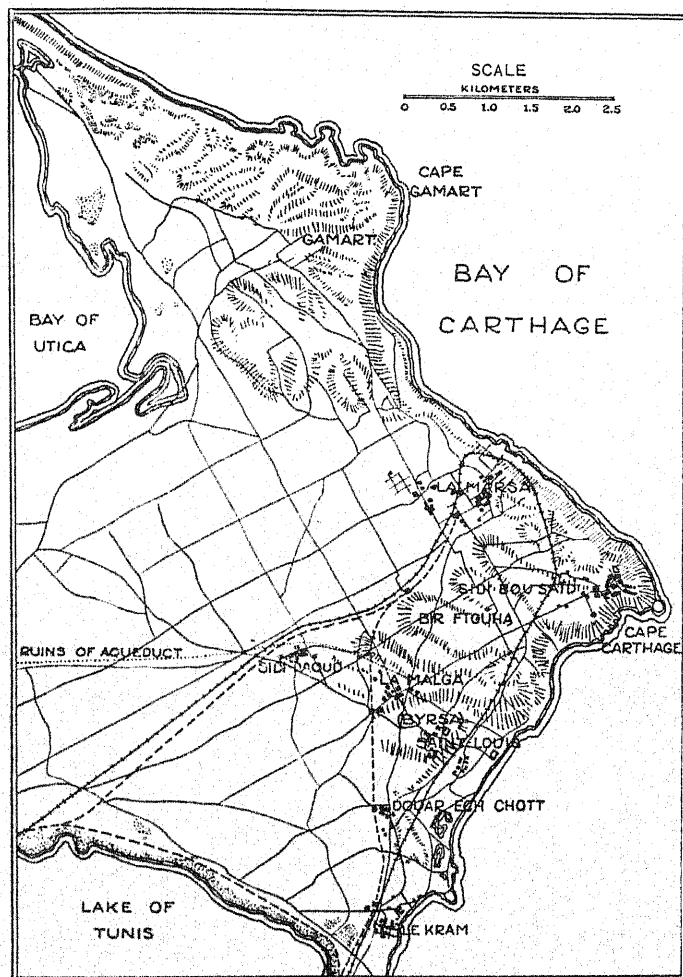 SCALE
KILOMETERS
0 0.5 1.0 1.5 2.0 2.5
CAPE
GAMART
GAMART
BAY OF
CARTHAGE
BAY OF
UTICA
LA MARSA
SIDI BOU SAID
BIR FTOUHA
CAPE
CARTHAGE
RUINS OF AQUEDUCT
SIDI DAOUD
LA MALGA
(BYRSA)
SAINT-LOUIS
DOUAR ECH CHOTT
LAKE OF
TUNIS
LE KRAM